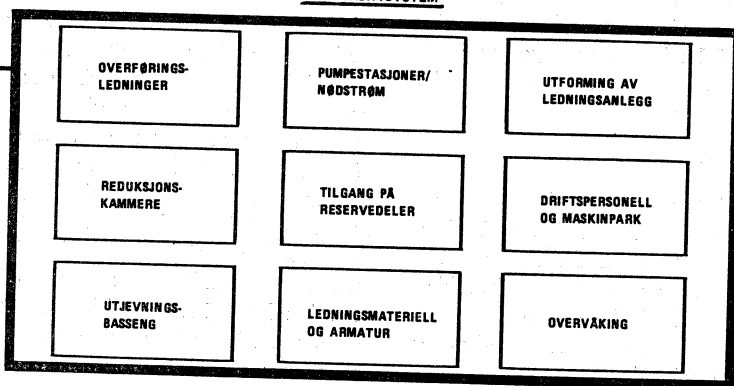 OVERFØRINGS-
LEDNINGER
PUMPESTASJONER/
NØDSTRØM
UTFORMING AV
LEDNINGSANLEGG
REDUKSJONS-
KAMMERE
TILGANG PÅ
RESERVEDELER
DRIFTSPERSONELL
OG MASKINPARK
UTJEVNINGS-
BASSENG
LEDNINGSMATERIELL
OG ARMATUR
OVERVÅKING